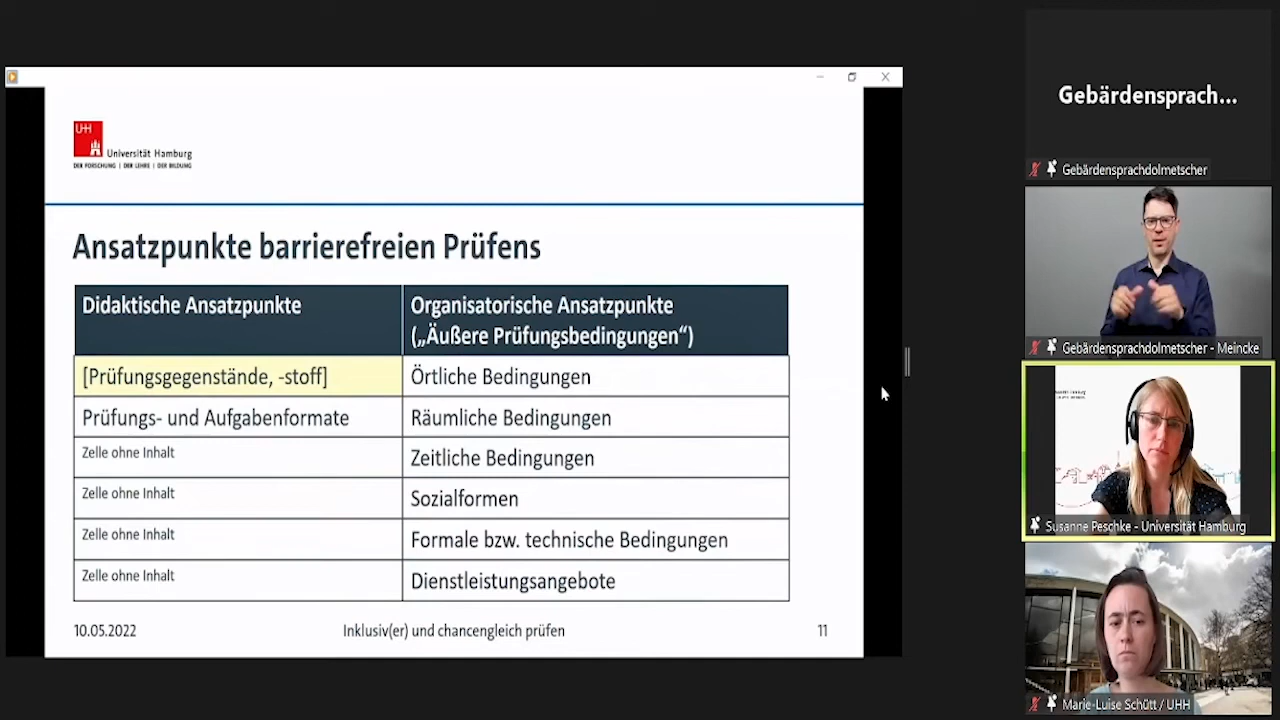 UHH
Universität Hamburg
DER FORSCHUNG | DER LEHRE | DER BILDUNG
Ansatzpunkte barrierefreien Prüfens
Didaktische Ansatzpunkte
Organisatorische Ansatzpunkte
(„Äußere Prüfungsbedingungen“)
[Prüfungsgegenstände, -stoff]
Örtliche Bedingungen
Prüfungs- und Aufgabenformate
Räumliche Bedingungen
Zelle ohne Inhalt
Zeitliche Bedingungen
Zelle ohne Inhalt
Sozialformen
Zelle ohne Inhalt
Formale bzw. technische Bedingungen
Zelle ohne Inhalt
Dienstleistungsangebote
10.05.2022
Inklusiv(er) und chancengleich prüfen
11
Gebärdensprach...
Gebärdensprachdolmetscher
Gebärdensprachdolmetscher - Meincke
Susanne Peschke - Universität Hamburg
Marie-Luise Schütt / UHH